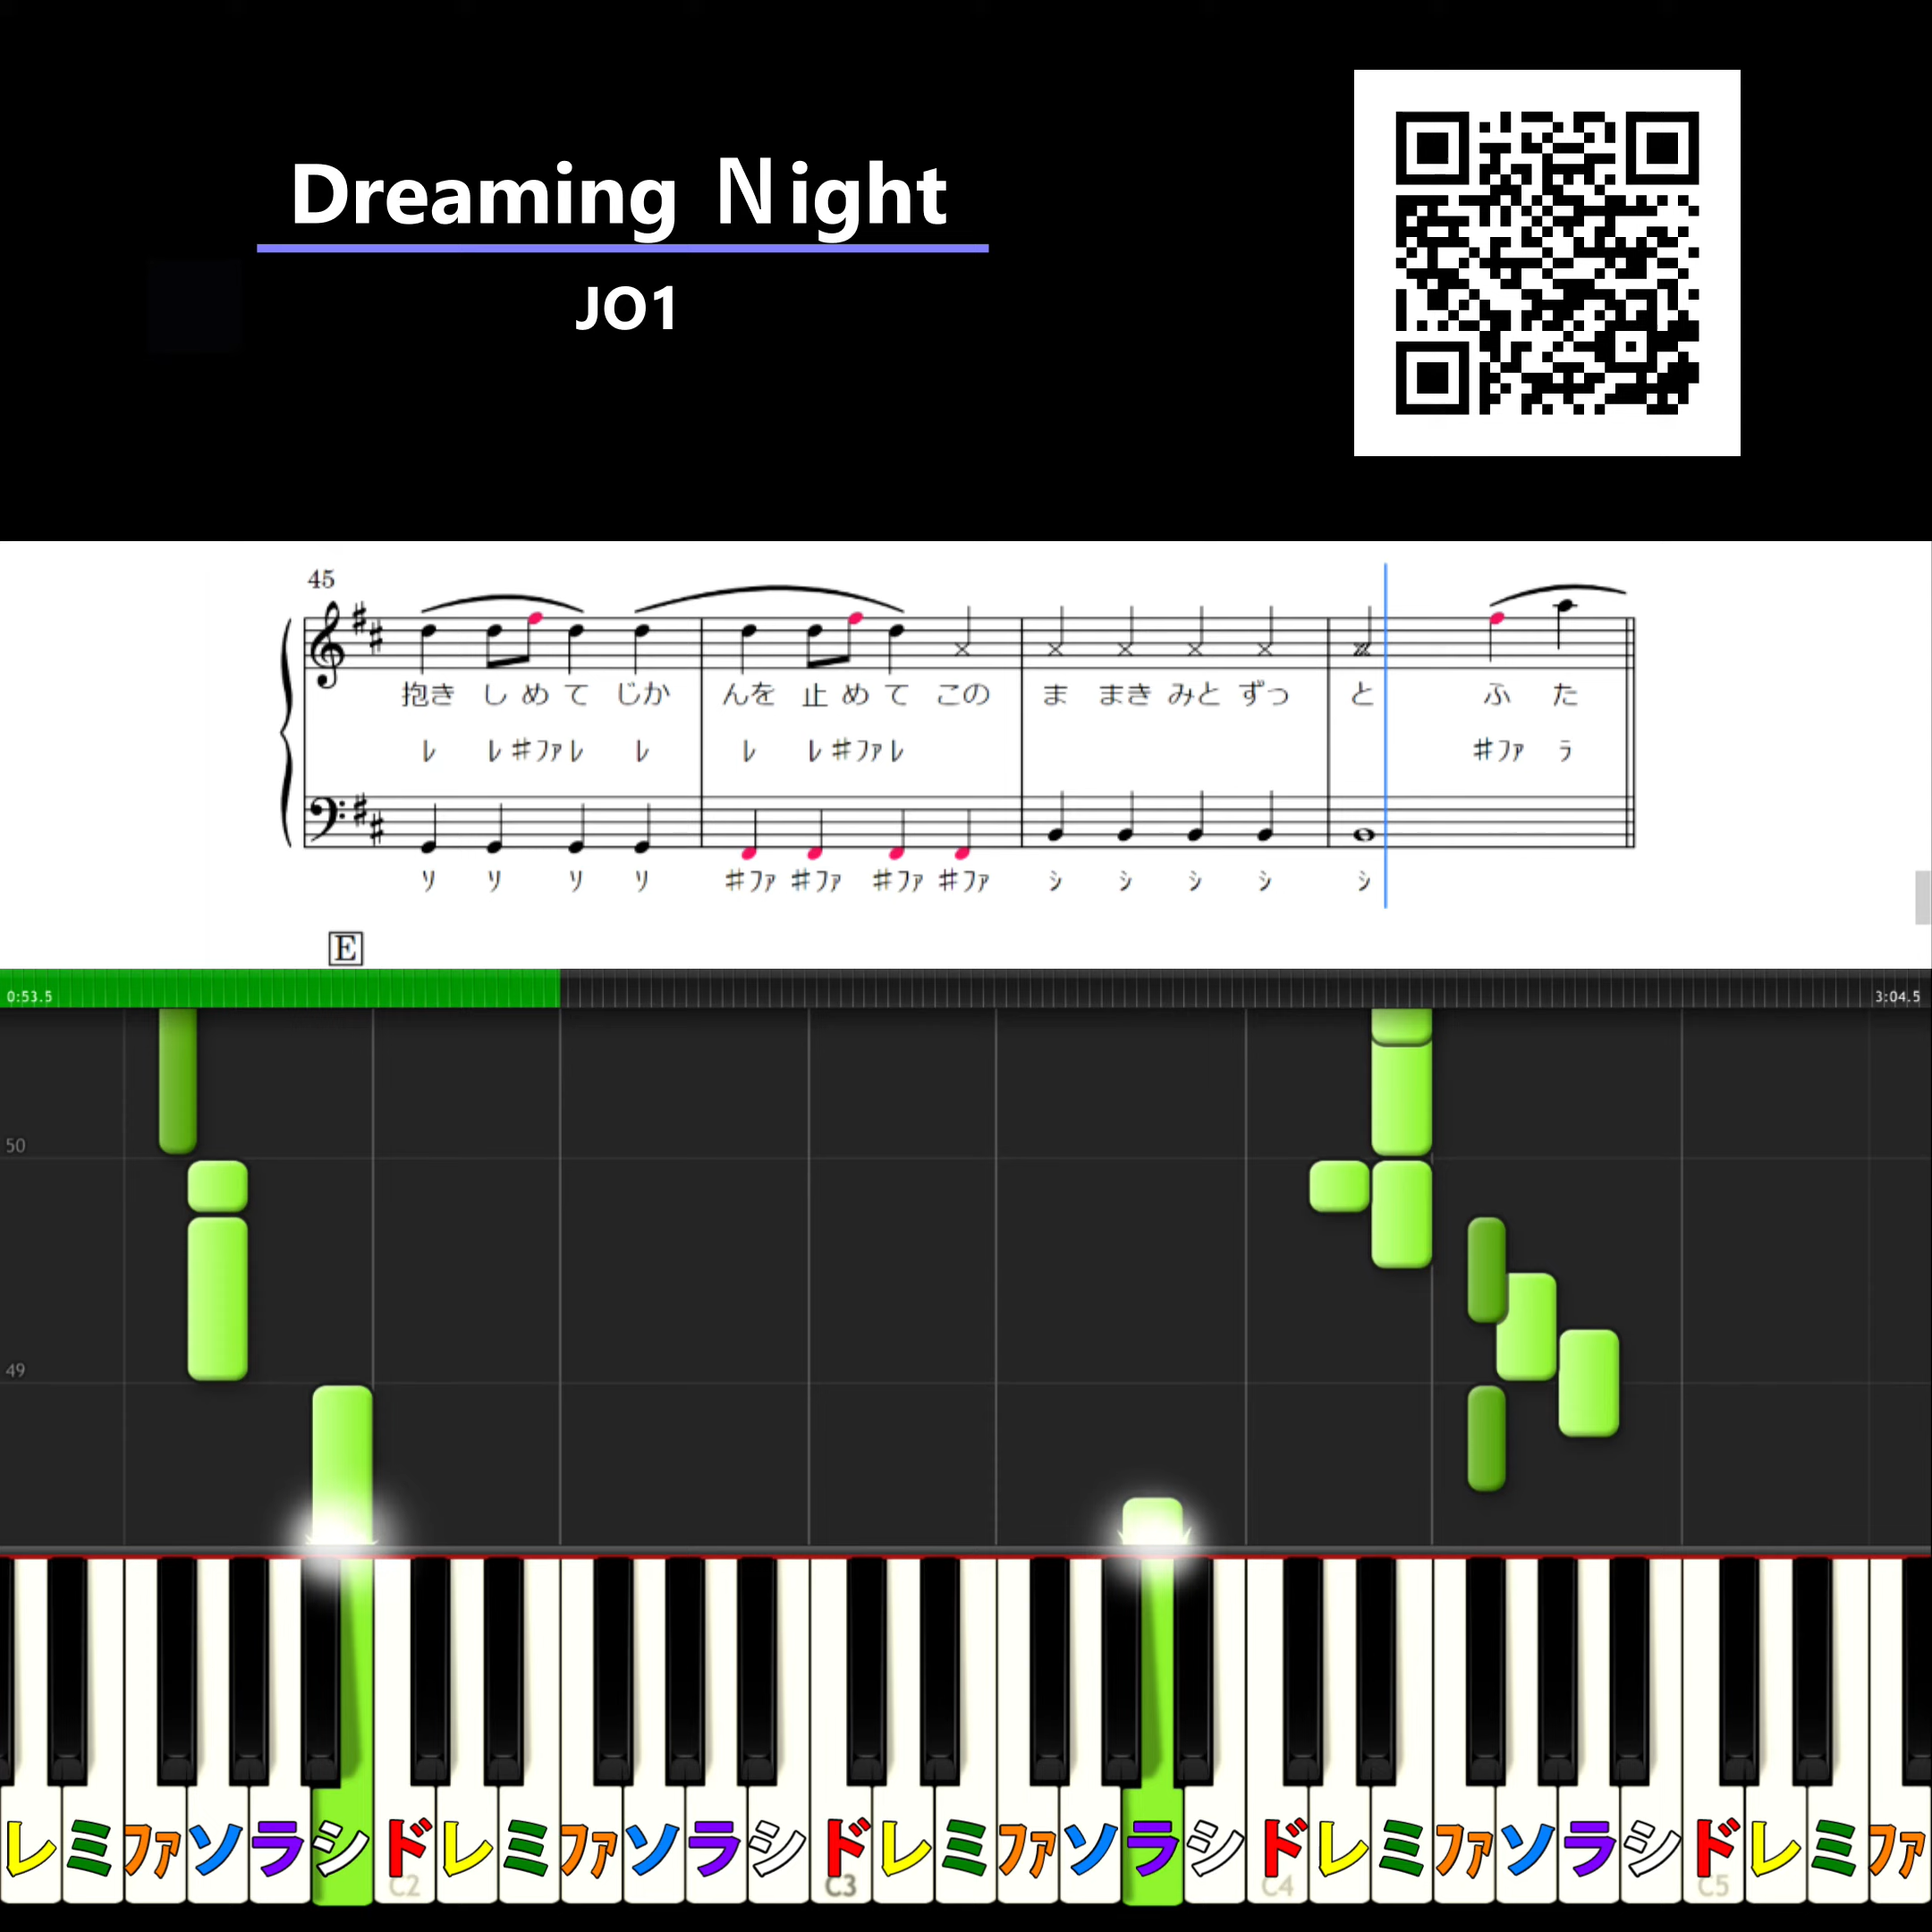 Dreaming Night
JO1
45
抱き し め て じか んを 止 め て この ま まき みと ずっ と ふ た
ﾚ ﾚ #ﾌｧ ﾚ ﾚ ﾚ ﾚ #ﾌｧ ﾚ #ﾌｧ ﾗ
ｿ ｿ ｿ ｿ #ﾌｧ #ﾌｧ #ﾌｧ #ﾌｧ ｼ ｼ ｼ ｼ ｼ
E
0:53.5 3:04.5
50
49
レ ミ ファ ソ ラ シ ド レ ミ ファ ソ ラ シ ド レ ミ ファ ソ ラ シ ド レ ミ ファ ソ ラ シ ド レ ミ ファ
C2 C3 C4 C5